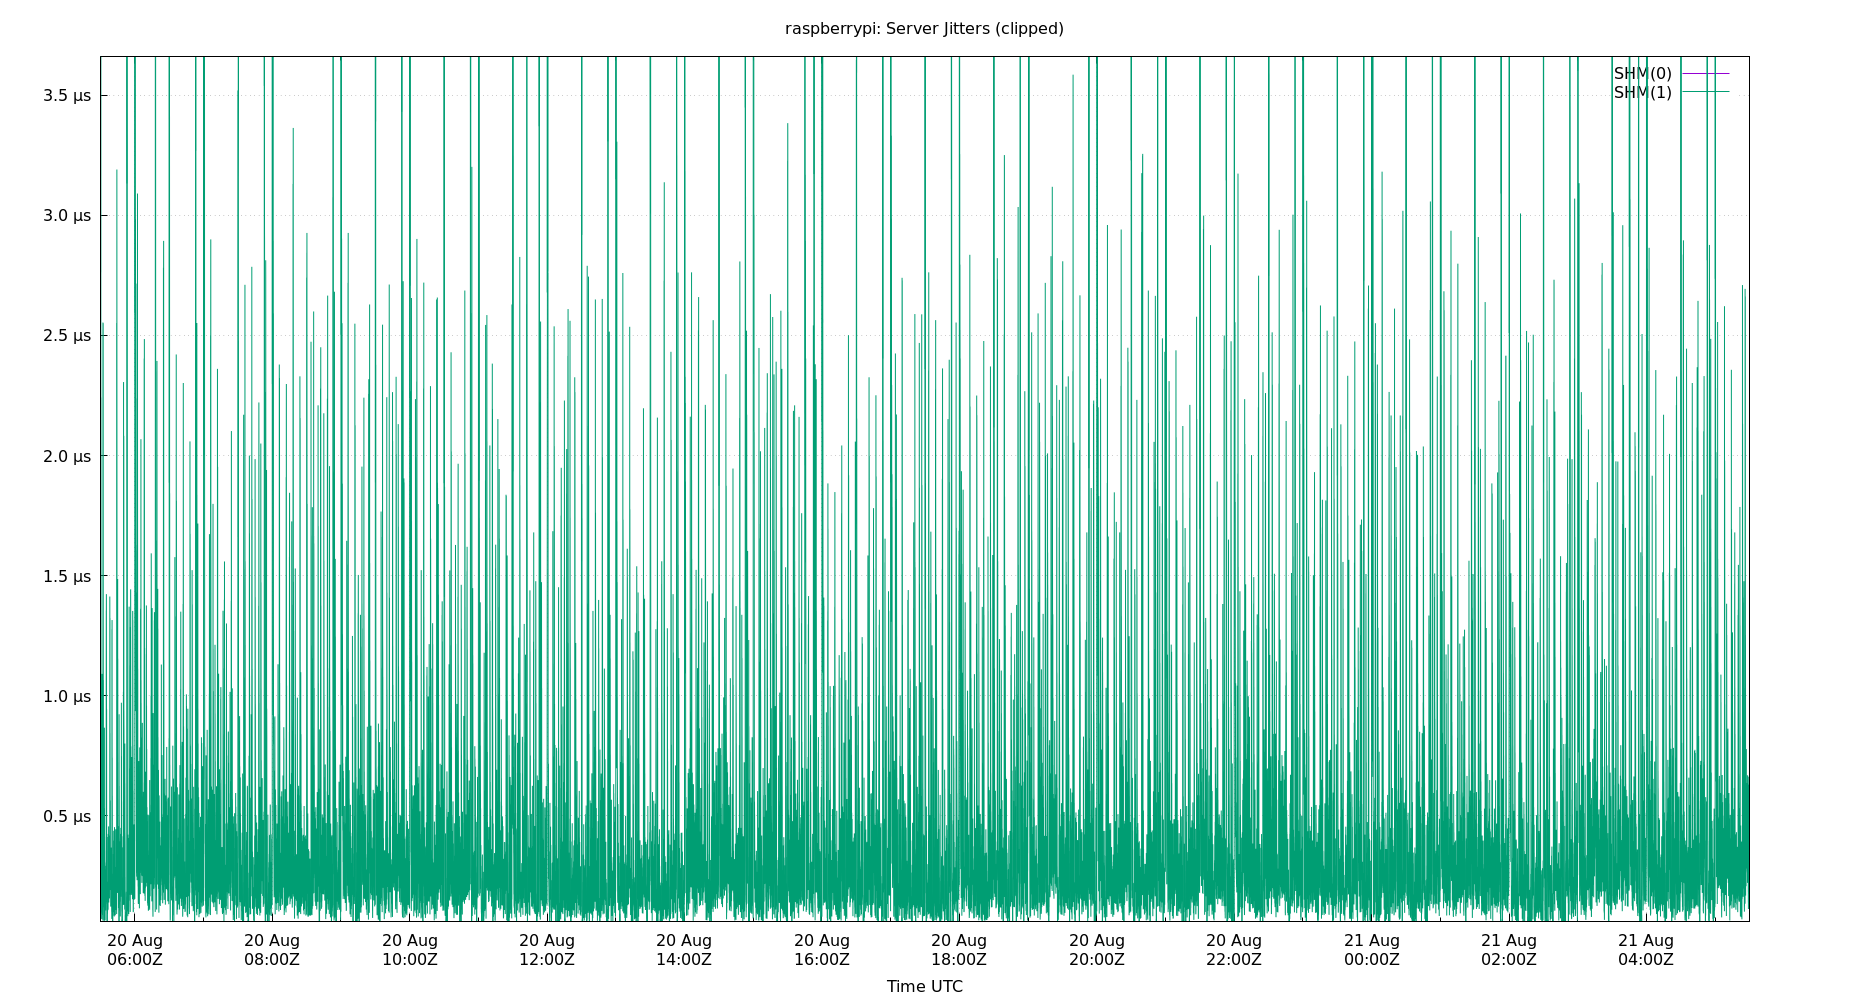 raspberrypi: Server Jitters (clipped)
SHM(0)
SHM(1)
3.5 µs
3.0 µs
2.5 µs
2.0 µs
1.5 µs
1.0 µs
0.5 µs
20 Aug 20 Aug 20 Aug 20 Aug 20 Aug 20 Aug 20 Aug 20 Aug 20 Aug 21 Aug 21 Aug 21 Aug
06:00Z 08:00Z 10:00Z 12:00Z 14:00Z 16:00Z 18:00Z 20:00Z 22:00Z 00:00Z 02:00Z 04:00Z
Time UTC